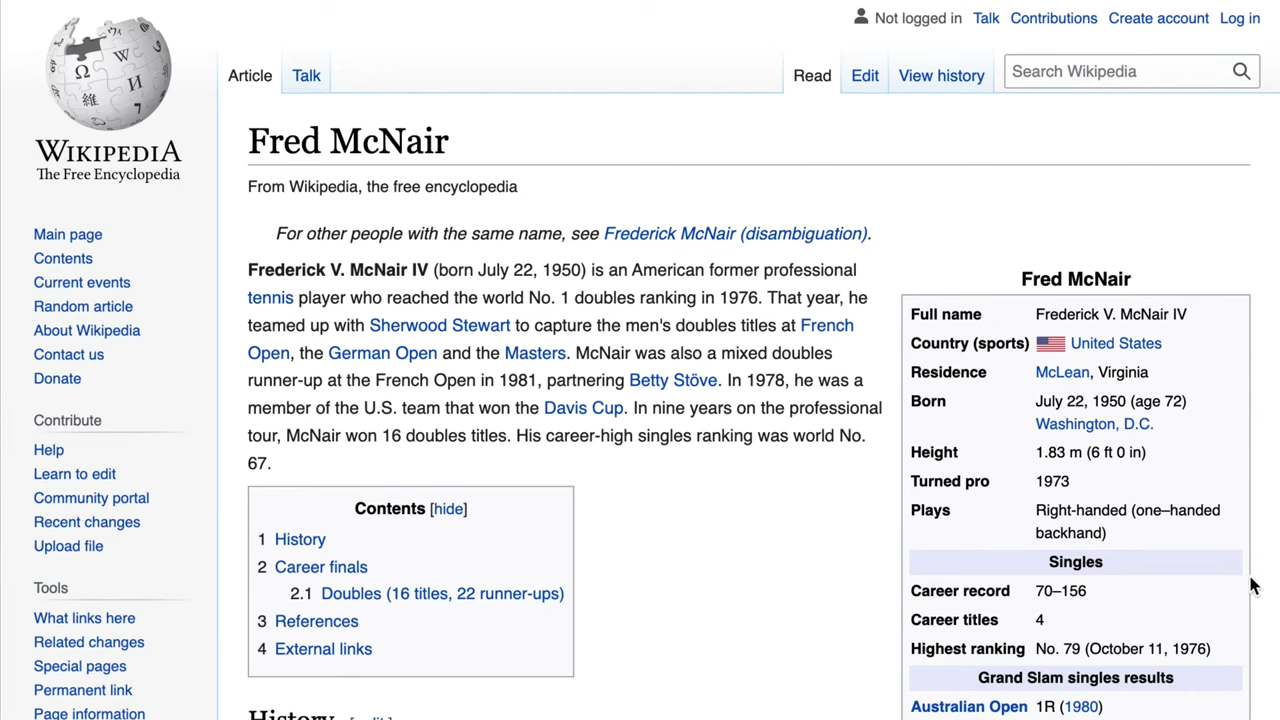 Not logged in Talk Contributions Create account Log in
Article Talk Read Edit View history Search Wikipedia
WIKIPEDIA
The Free Encyclopedia
Main page
Contents
Current events
Random article
About Wikipedia
Contact us
Donate
Contribute
Help
Learn to edit
Community portal
Recent changes
Upload file
Tools
What links here
Related changes
Special pages
Permanent link
Page information
Fred McNair
From Wikipedia, the free encyclopedia
For other people with the same name, see Frederick McNair (disambiguation).
Frederick V. McNair IV (born July 22, 1950) is an American former professional
tennis player who reached the world No. 1 doubles ranking in 1976. That year, he
teamed up with Sherwood Stewart to capture the men's doubles titles at French
Open, the German Open and the Masters. McNair was also a mixed doubles
runner-up at the French Open in 1981, partnering Betty Stöve. In 1978, he was a
member of the U.S. team that won the Davis Cup. In nine years on the professional
tour, McNair won 16 doubles titles. His career-high singles ranking was world No.
67.
Contents [hide]
1 History
2 Career finals
2.1 Doubles (16 titles, 22 runner-ups)
3 References
4 External links
History [edit]
Fred McNair
Full name Frederick V. McNair IV
Country (sports) United States
Residence McLean, Virginia
Born July 22, 1950 (age 72)
Washington, D.C.
Height 1.83 m (6 ft 0 in)
Turned pro 1973
Plays Right-handed (one–handed
backhand)
Singles
Career record 70–156
Career titles 4
Highest ranking No. 79 (October 11, 1976)
Grand Slam singles results
Australian Open 1R (1980)